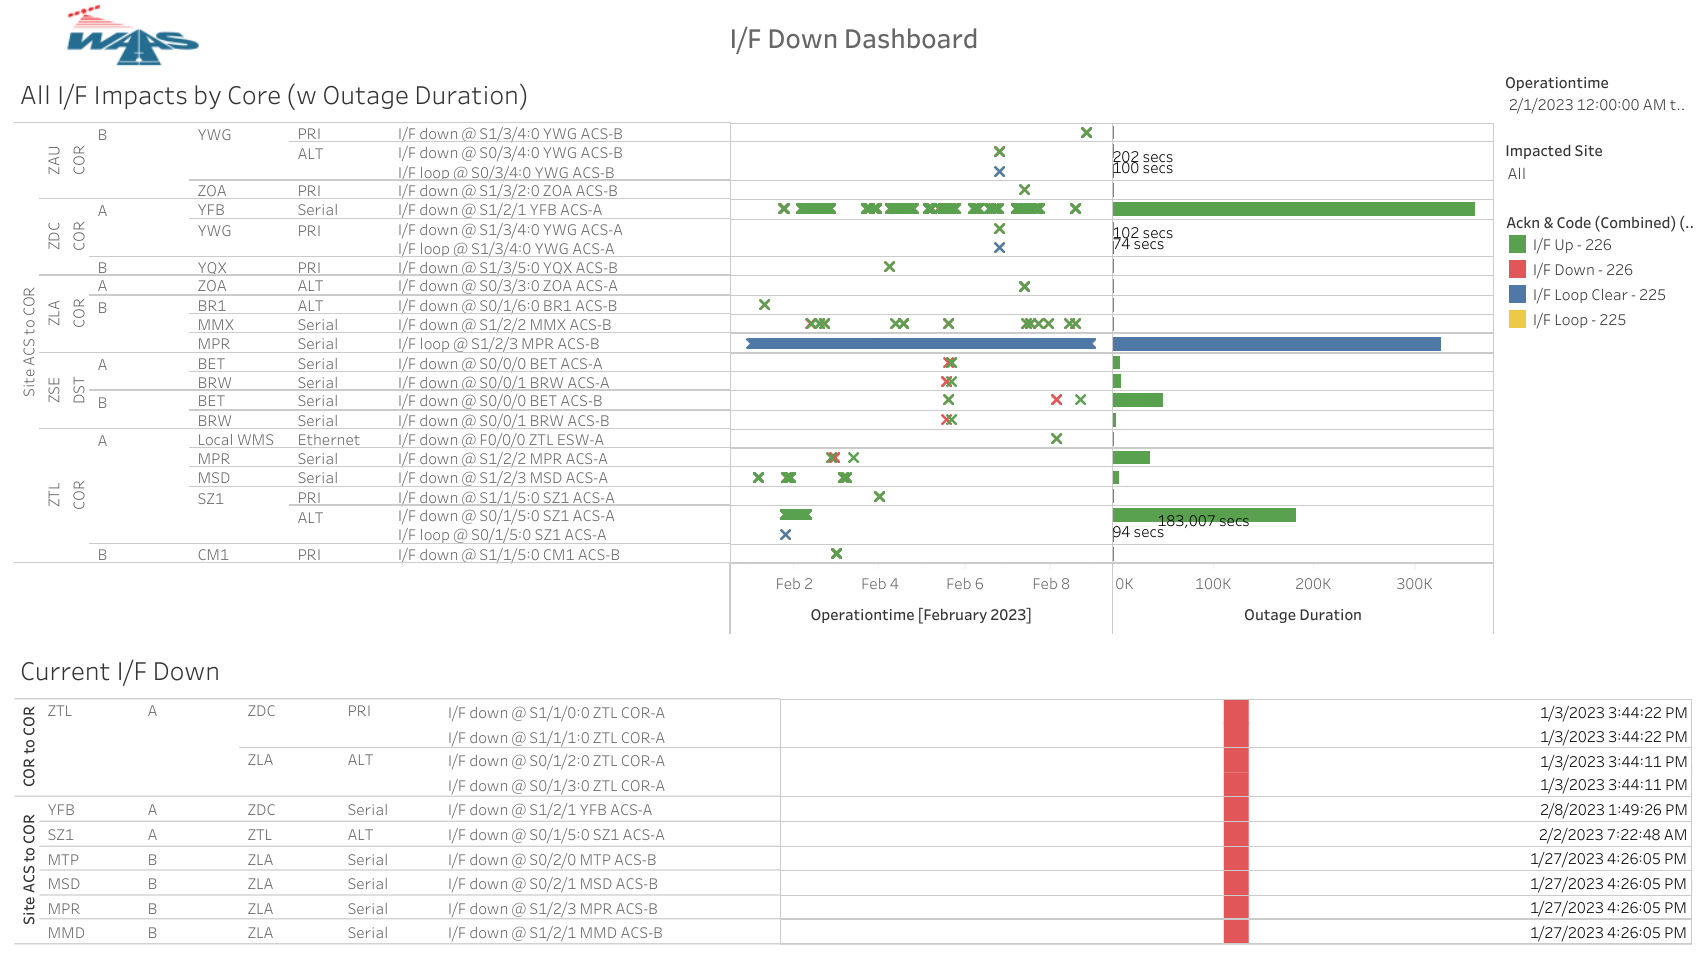 WAAS
I/F Down Dashboard
All I/F Impacts by Core (w Outage Duration)
Operationtime
2/1/2023 12:00:00 AM t..
Impacted Site
All
Ackn & Code (Combined) (..
I/F Up - 226
I/F Down - 226
I/F Loop Clear - 225
I/F Loop - 225
Site ACS to COR
ZAU COR B YWG PRI I/F down @ S1/3/4:0 YWG ACS-B
ALT I/F down @ S0/3/4:0 YWG ACS-B 202 secs
I/F loop @ S0/3/4:0 YWG ACS-B 100 secs
ZOA PRI I/F down @ S1/3/2:0 ZOA ACS-B
ZDC COR A YFB Serial I/F down @ S1/2/1 YFB ACS-A
YWG PRI I/F down @ S1/3/4:0 YWG ACS-A 102 secs
I/F loop @ S1/3/4:0 YWG ACS-A 74 secs
B YQX PRI I/F down @ S1/3/5:0 YQX ACS-B
ZLA COR A ZOA ALT I/F down @ S0/3/3:0 ZOA ACS-A
B BR1 ALT I/F down @ S0/1/6:0 BR1 ACS-B
MMX Serial I/F down @ S1/2/2 MMX ACS-B
MPR Serial I/F loop @ S1/2/3 MPR ACS-B
ZSE DST A BET Serial I/F down @ S0/0/0 BET ACS-A
BRW Serial I/F down @ S0/0/1 BRW ACS-A
B BET Serial I/F down @ S0/0/0 BET ACS-B
BRW Serial I/F down @ S0/0/1 BRW ACS-B
ZTL COR A Local WMS Ethernet I/F down @ F0/0/0 ZTL ESW-A
MPR Serial I/F down @ S1/2/2 MPR ACS-A
MSD Serial I/F down @ S1/2/3 MSD ACS-A
SZ1 PRI I/F down @ S1/1/5:0 SZ1 ACS-A
ALT I/F down @ S0/1/5:0 SZ1 ACS-A 183,007 secs
I/F loop @ S0/1/5:0 SZ1 ACS-A 94 secs
B CM1 PRI I/F down @ S1/1/5:0 CM1 ACS-B
Feb 2 Feb 4 Feb 6 Feb 8 0K 100K 200K 300K
Operationtime [February 2023] Outage Duration
Current I/F Down
COR to COR
ZTL A ZDC PRI I/F down @ S1/1/0:0 ZTL COR-A 1/3/2023 3:44:22 PM
I/F down @ S1/1/1:0 ZTL COR-A 1/3/2023 3:44:22 PM
ZLA ALT I/F down @ S0/1/2:0 ZTL COR-A 1/3/2023 3:44:11 PM
I/F down @ S0/1/3:0 ZTL COR-A 1/3/2023 3:44:11 PM
Site ACS to COR
YFB A ZDC Serial I/F down @ S1/2/1 YFB ACS-A 2/8/2023 1:49:26 PM
SZ1 A ZTL ALT I/F down @ S0/1/5:0 SZ1 ACS-A 2/2/2023 7:22:48 AM
MTP B ZLA Serial I/F down @ S0/2/0 MTP ACS-B 1/27/2023 4:26:05 PM
MSD B ZLA Serial I/F down @ S0/2/1 MSD ACS-B 1/27/2023 4:26:05 PM
MPR B ZLA Serial I/F down @ S1/2/3 MPR ACS-B 1/27/2023 4:26:05 PM
MMD B ZLA Serial I/F down @ S1/2/1 MMD ACS-B 1/27/2023 4:26:05 PM